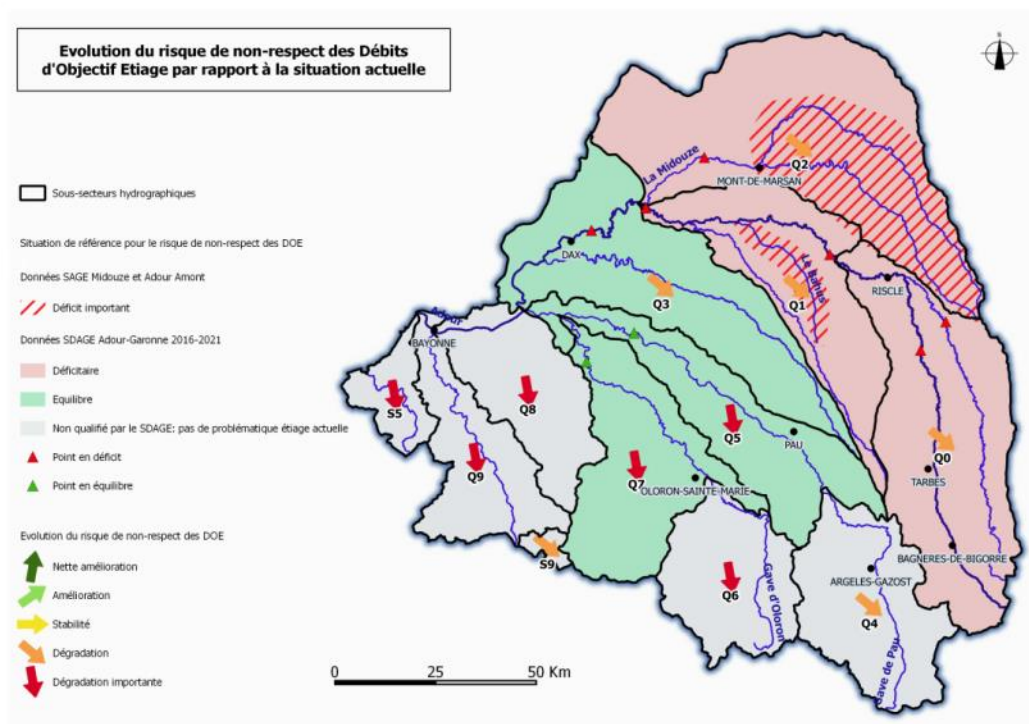 Evolution du risque de non-respect des Débits
d'Objectif Etiage par rapport à la situation actuelle
N
Sous-secteurs hydrographiques
Situation de référence pour le risque de non-respect des DOE
Données SAGE Midouze et Adour Amont
Déficit important
Données SDAGE Adour-Garonne 2016-2021
Déficitaire
Equilibre
Non qualifié par le SDAGE: pas de problématique étiage actuelle
Point en déficit
Point en équilibre
Evolution du risque de non-respect des DOE
Nette amélioration
Amélioration
Stabilité
Dégradation
Dégradation importante
0 25 50 Km
La Midouze
Q2
MONT-DE-MARSAN
DAX
Le Bahus
RISCLE
Q3
Q1
Adour
BAYONNE
S5
Q8
Q5
PAU
Q0
Q9
Q7
OLORON-SAINTE-MARIE
TARBES
S9
BAGNERES-DE-BIGORRE
ARGELES-GAZOST
Q6
Gave d'Oloron
Q4
Gave de Pau